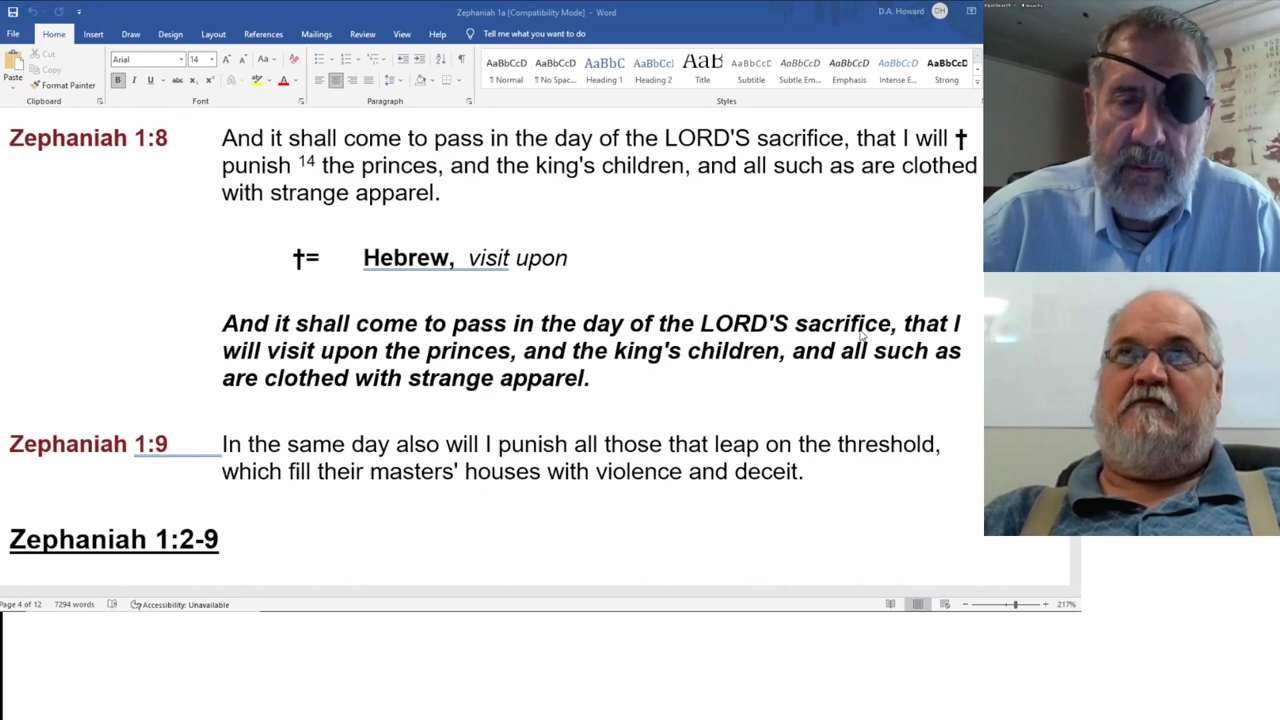 Zephaniah 1a [Compatibility Mode] - Word
D.A. Howard DH
File Home Insert Draw Design Layout References Mailings Review View Help Tell me what you want to do
Paste
Cut
Copy
Format Painter
Arial 14
AaBbCcD AaBbCcD AaBbC AaBbCcI AaB AaBbCcD AaBbCcD AaBbCcD AaBbCcD AaBbCcD
¶ Normal ¶ No Spac... Heading 1 Heading 2 Title Subtitle Subtle Em... Emphasis Intense E... Strong
Clipboard Font Paragraph Styles
Zephaniah 1:8 And it shall come to pass in the day of the LORD'S sacrifice, that I will †
punish 14 the princes, and the king's children, and all such as are clothed
with strange apparel.
†= Hebrew, visit upon
And it shall come to pass in the day of the LORD'S sacrifice, that I
will visit upon the princes, and the king's children, and all such as
are clothed with strange apparel.
Zephaniah 1:9 In the same day also will I punish all those that leap on the threshold,
which fill their masters' houses with violence and deceit.
Zephaniah 1:2-9
Page 4 of 12 7294 words Accessibility: Unavailable 217%